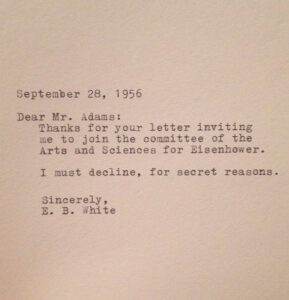 September 28, 1956
Dear Mr. Adams:
Thanks for your letter inviting
me to join the committee of the
Arts and Sciences for Eisenhower.
I must decline, for secret reasons.
Sincerely,
E. B. White